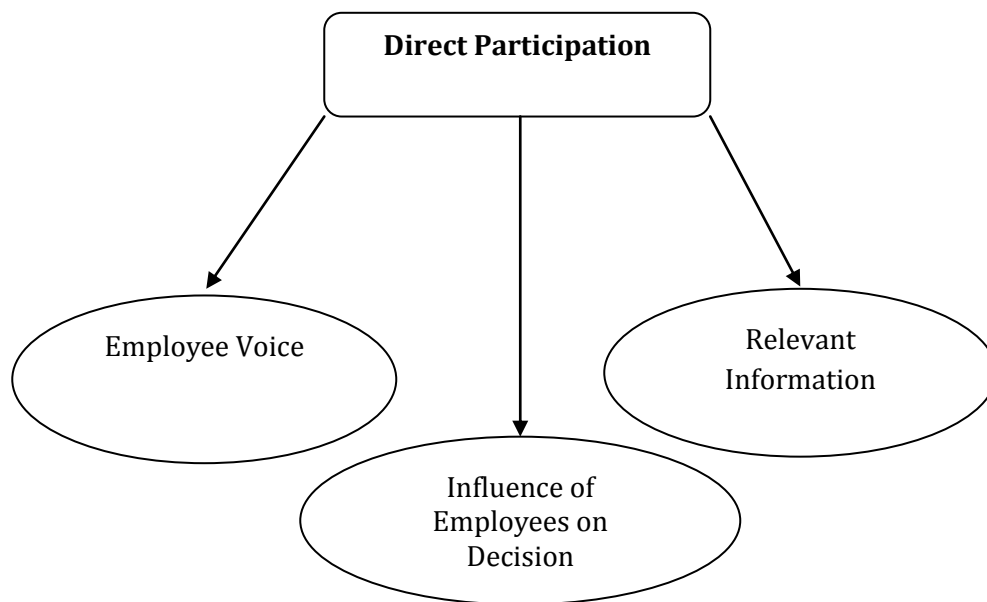 Direct Participation
Employee Voice
Relevant
Information
Influence of
Employees on
Decision